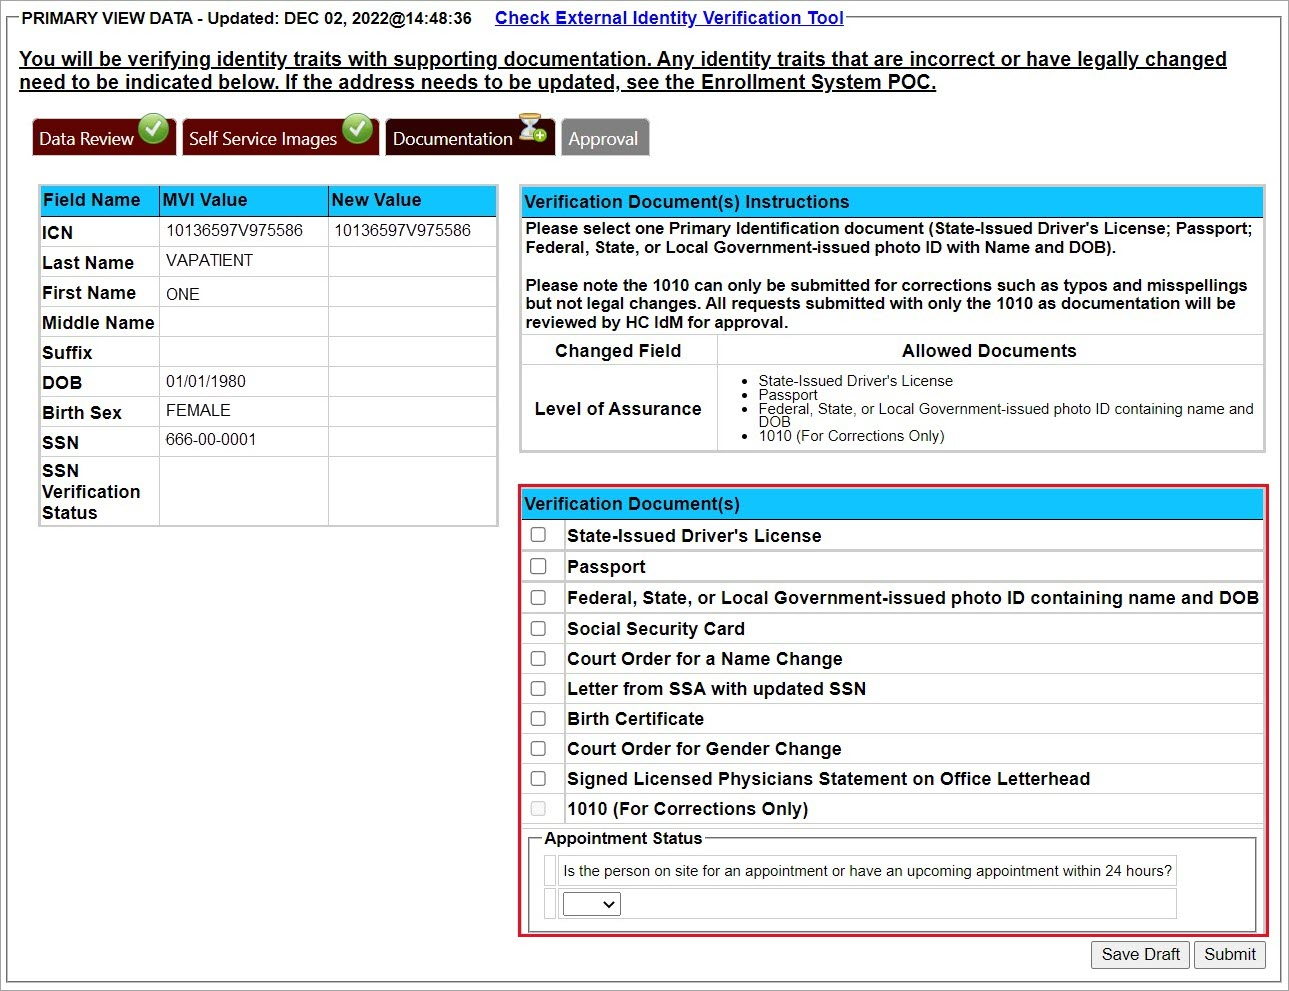 PRIMARY VIEW DATA - Updated: DEC 02, 2022@14:48:36 Check External Identity Verification Tool
You will be verifying identity traits with supporting documentation. Any identity traits that are incorrect or have legally changed
need to be indicated below. If the address needs to be updated, see the Enrollment System POC.
Data Review Self Service Images Documentation Approval
Field Name MVI Value New Value
ICN 10136597V975586 10136597V975586
Last Name VAPATIENT
First Name ONE
Middle Name
Suffix
DOB 01/01/1980
Birth Sex FEMALE
SSN 666-00-0001
SSN
Verification
Status
Verification Document(s) Instructions
Please select one Primary Identification document (State-Issued Driver's License; Passport;
Federal, State, or Local Government-issued photo ID with Name and DOB).
Please note the 1010 can only be submitted for corrections such as typos and misspellings
but not legal changes. All requests submitted with only the 1010 as documentation will be
reviewed by HC IdM for approval.
Changed Field Allowed Documents
Level of Assurance
• State-Issued Driver's License
• Passport
• Federal, State, or Local Government-issued photo ID containing name and
DOB
• 1010 (For Corrections Only)
Verification Document(s)
State-Issued Driver's License
Passport
Federal, State, or Local Government-issued photo ID containing name and DOB
Social Security Card
Court Order for a Name Change
Letter from SSA with updated SSN
Birth Certificate
Court Order for Gender Change
Signed Licensed Physicians Statement on Office Letterhead
1010 (For Corrections Only)
Appointment Status
Is the person on site for an appointment or have an upcoming appointment within 24 hours?
Save Draft Submit